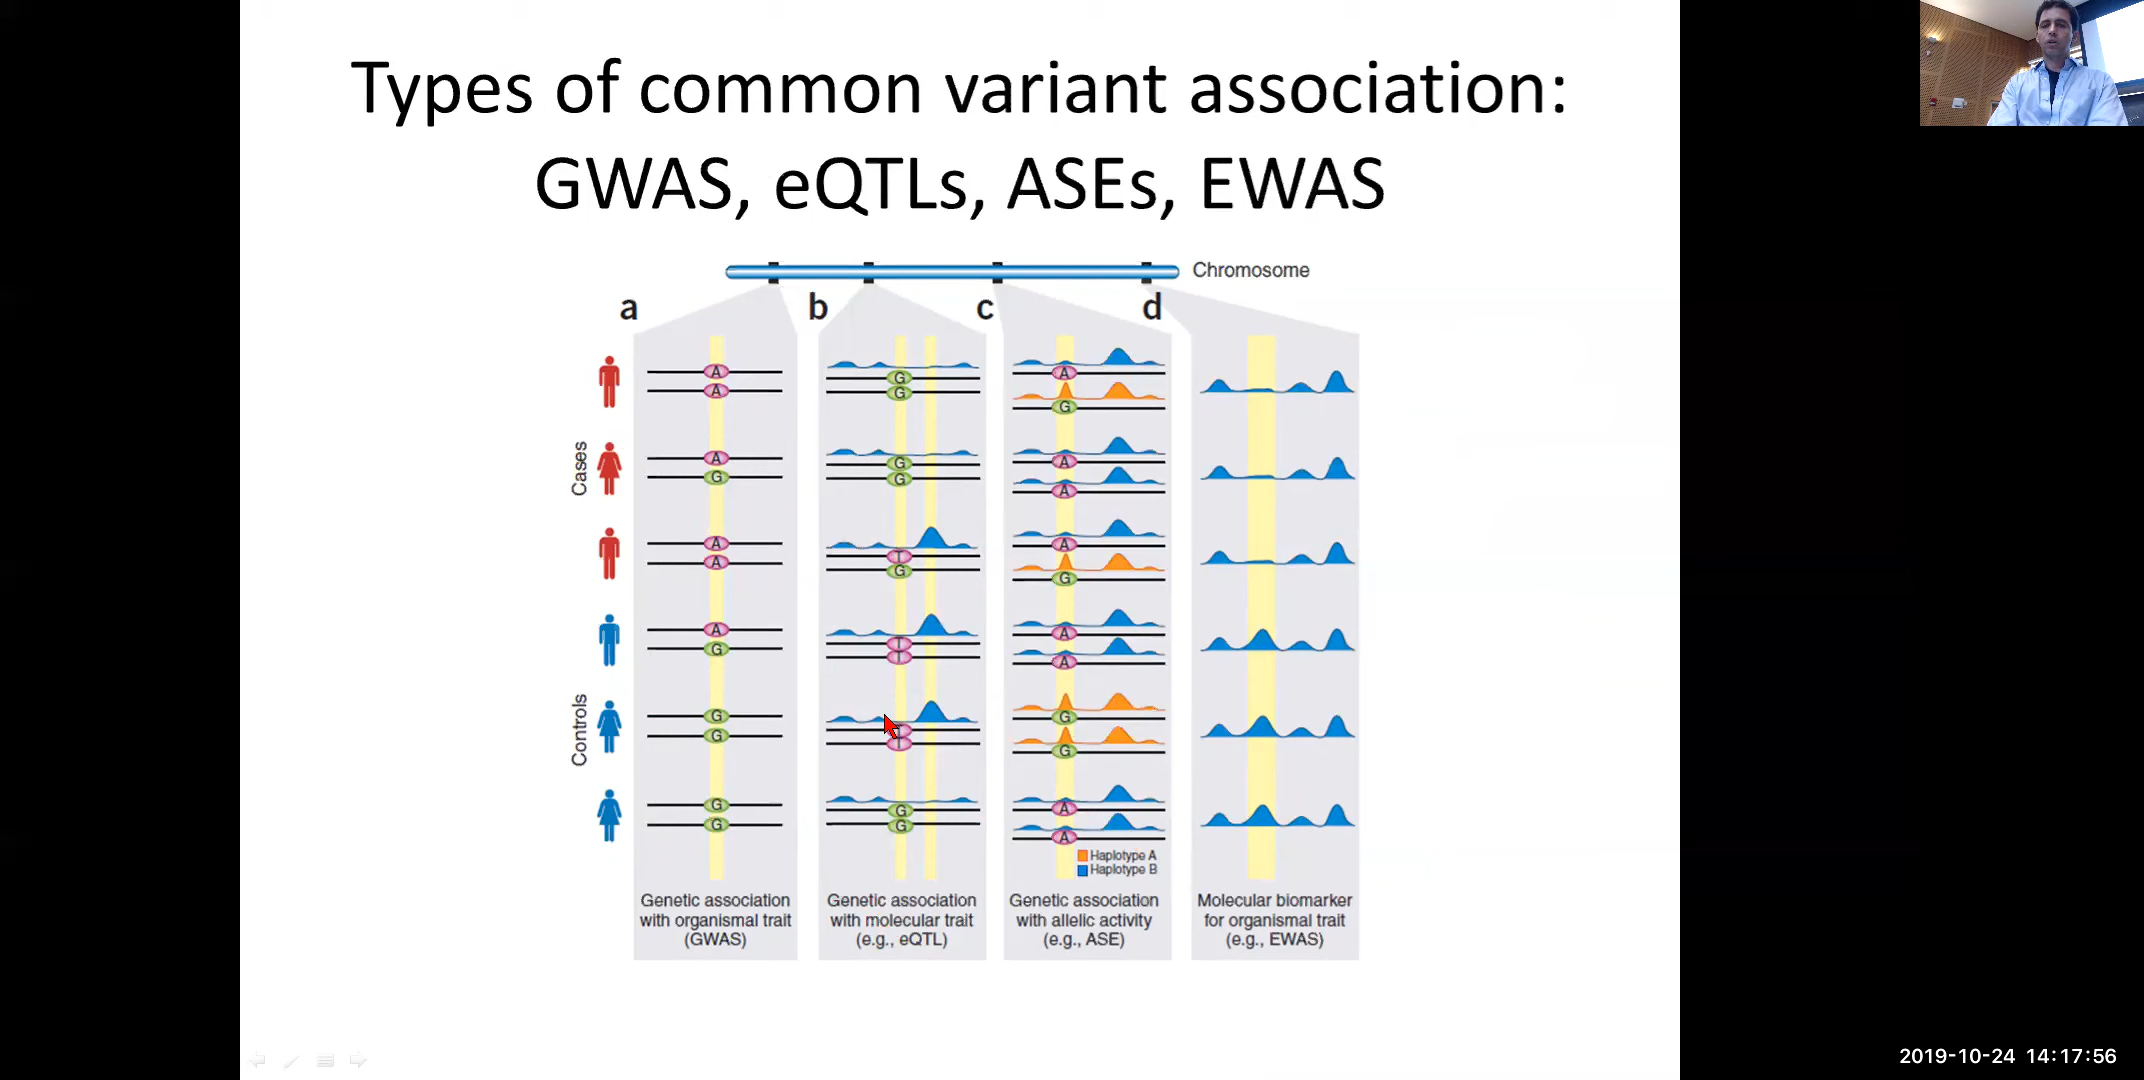 Types of common variant association:
GWAS, eQTLs, ASEs, EWAS
Chromosome
a
b
c
d
Cases
Controls
A
A
A
G
A
A
A
G
G
G
G
G
G
G
G
G
T
G
T
T
T
G
G
A
G
A
A
A
G
A
A
G
G
A
A
Haplotype A
Haplotype B
Genetic association
with organismal trait
(GWAS)
Genetic association
with molecular trait
(e.g., eQTL)
Genetic association
with allelic activity
(e.g., ASE)
Molecular biomarker
for organismal trait
(e.g., EWAS)
2019-10-24 14:17:56